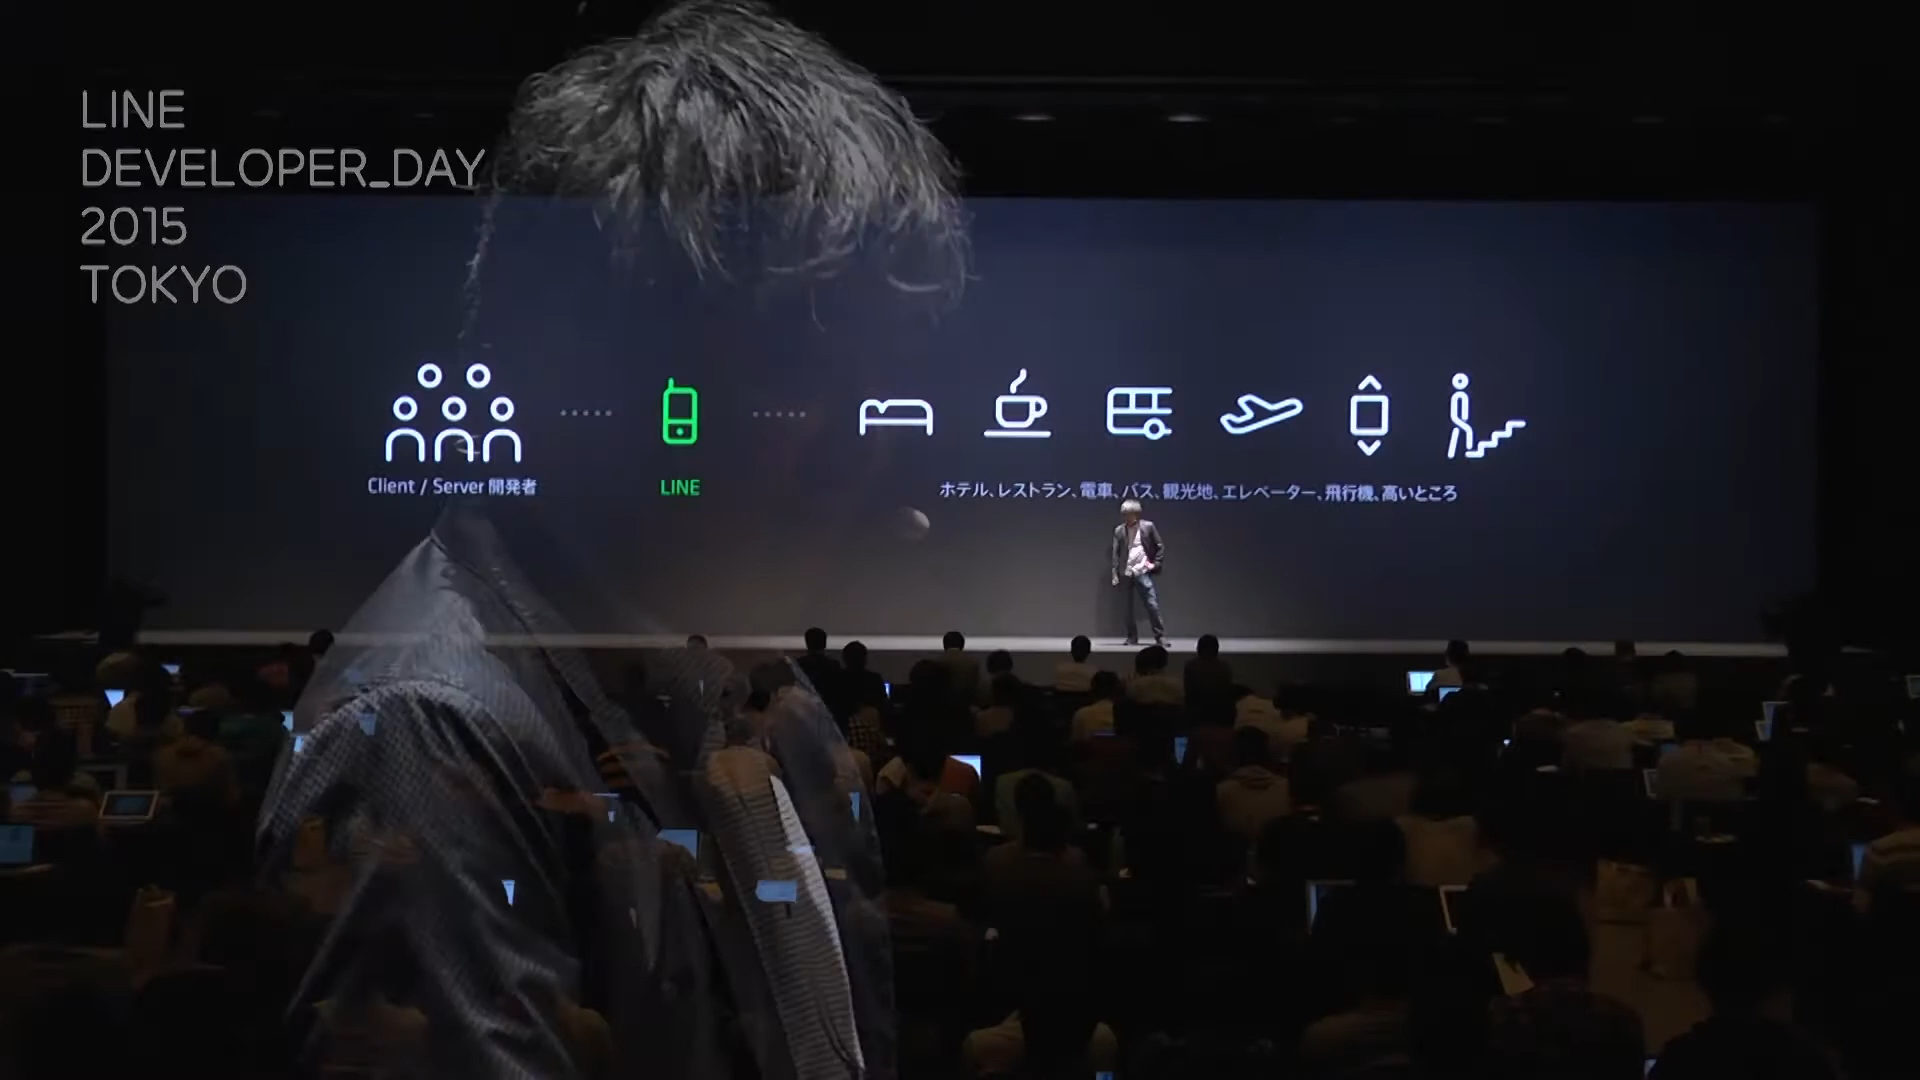 LINE
DEVELOPER_DAY
2015
TOKYO
Client / Server 開発者
LINE
ホテル、レストラン、電車、バス、観光地、エレベーター、飛行機、高いところ